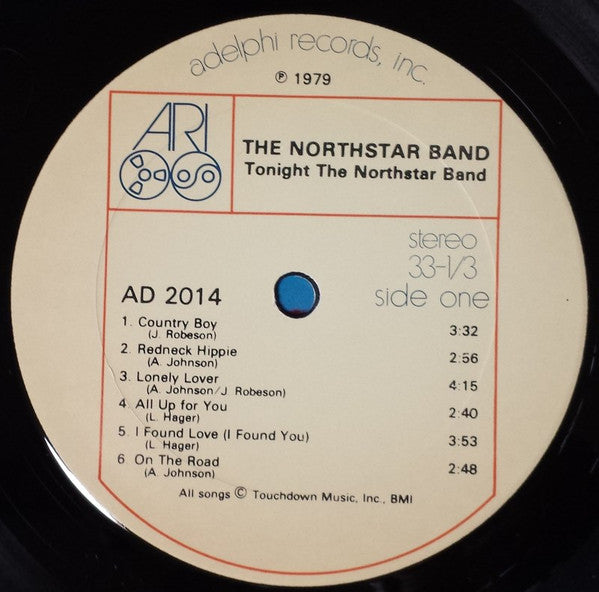 adelphi records, inc.
℗ 1979
ARI
THE NORTHSTAR BAND
Tonight The Northstar Band
stereo
33-1/3
AD 2014
side one
1. Country Boy 3:32
(J. Robeson)
2. Redneck Hippie 2:56
(A. Johnson)
3. Lonely Lover 4:15
(A. Johnson/J. Robeson)
4. All Up for You 2:40
(L. Hager)
5. I Found Love (I Found You) 3:53
(L. Hager)
6. On The Road 2:48
(A. Johnson)
All songs © Touchdown Music, Inc., BMI